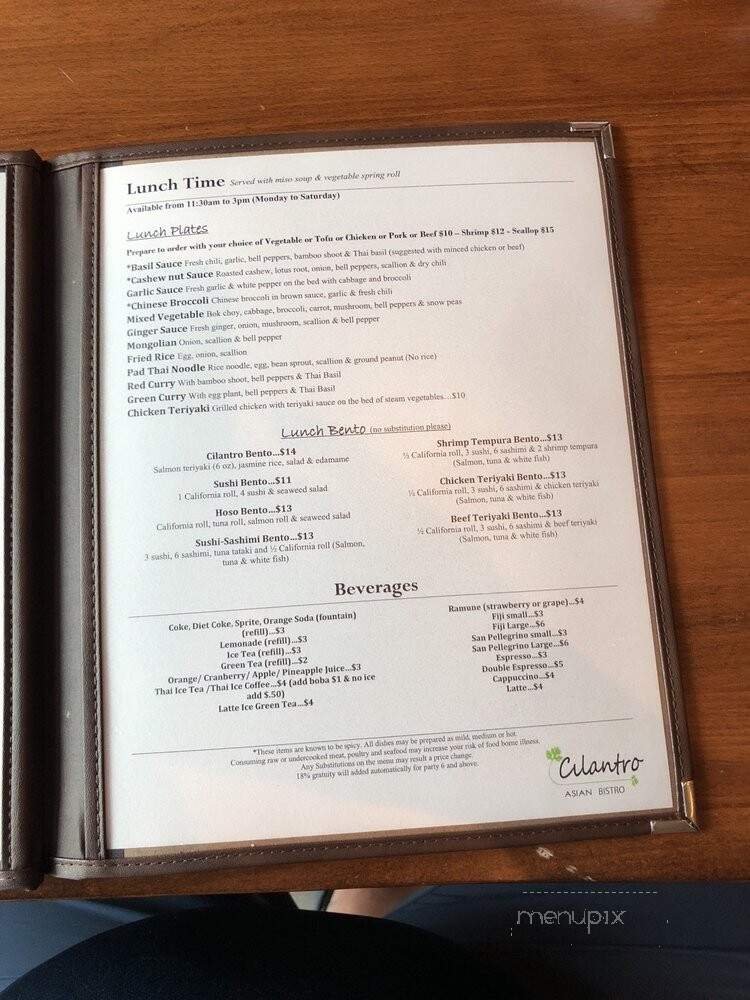 Lunch Time Served with miso soup & vegetable spring roll
Available from 11:30am to 3pm (Monday to Saturday)
Lunch Plates
Prepare to order with your choice of Vegetable or Tofu or Chicken or Pork or Beef $10 – Shrimp $12 - Scallop $15
*Basil Sauce Fresh chili, garlic, bell peppers, bamboo shoot & Thai basil (suggested with minced chicken or beef)
*Cashew nut Sauce Roasted cashew, lotus root, onion, bell peppers, scallion & dry chili
Garlic Sauce Fresh garlic & white pepper on the bed with cabbage and broccoli
*Chinese Broccoli Chinese broccoli in brown sauce, garlic & fresh chili
Mixed Vegetable Bok choy, cabbage, broccoli, carrot, mushroom, bell peppers & snow peas
Ginger Sauce Fresh ginger, onion, mushroom, scallion & bell pepper
Mongolian Onion, scallion & bell pepper
Fried Rice Egg, onion, scallion
Pad Thai Noodle Rice noodle, egg, bean sprout, scallion & ground peanut (No rice)
Red Curry With bamboo shoot, bell peppers & Thai Basil
Green Curry With egg plant, bell peppers & Thai Basil
Chicken Teriyaki Grilled chicken with teriyaki sauce on the bed of steam vegetables...$10
Lunch Bento (no substitution please)
Cilantro Bento...$14
Salmon teriyaki (6 oz), jasmine rice, salad & edamame
Sushi Bento...$11
1 California roll, 4 sushi & seaweed salad
Hoso Bento...$13
California roll, tuna roll, salmon roll & seaweed salad
Sushi-Sashimi Bento...$13
3 sushi, 6 sashimi, tuna tataki and ½ California roll (Salmon,
tuna & white fish)
Shrimp Tempura Bento...$13
½ California roll, 3 sushi, 6 sashimi & 2 shrimp tempura
(Salmon, tuna & white fish)
Chicken Teriyaki Bento...$13
½ California roll, 3 sushi, 6 sashimi & chicken teriyaki
(Salmon, tuna & white fish)
Beef Teriyaki Bento...$13
½ California roll, 3 sushi, 6 sashimi & beef teriyaki
(Salmon, tuna & white fish)
Beverages
Coke, Diet Coke, Sprite, Orange Soda (fountain)
(refill)...$3
Lemonade (refill)...$3
Ice Tea (refill)...$3
Green Tea (refill)...$2
Orange/ Cranberry/ Apple/ Pineapple Juice...$3
Thai Ice Tea /Thai Ice Coffee...$4 (add boba $1 & no ice
add $.50)
Latte Ice Green Tea...$4
Ramune (strawberry or grape)...$4
Fiji small...$3
Fiji Large...$6
San Pellegrino small...$3
San Pellegrino Large...$6
Espresso...$3
Double Espresso...$5
Cappuccino...$4
Latte...$4
*These items are known to be spicy. All dishes may be prepared as mild, medium or hot.
Consuming raw or undercooked meat, poultry and seafood may increase your risk of food borne illness.
Any Substitutions on the menu may result a price change.
18% gratuity will added automatically for party 6 and above.
Cilantro
ASIAN BISTRO
menupix